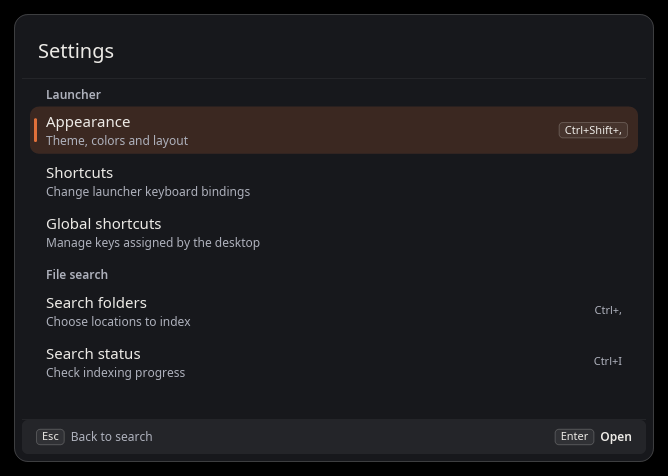 Settings
Launcher
Appearance
Theme, colors and layout
Ctrl+Shift+,
Shortcuts
Change launcher keyboard bindings
Global shortcuts
Manage keys assigned by the desktop
File search
Search folders
Choose locations to index
Ctrl+,
Search status
Check indexing progress
Ctrl+I
Esc Back to search
Enter Open